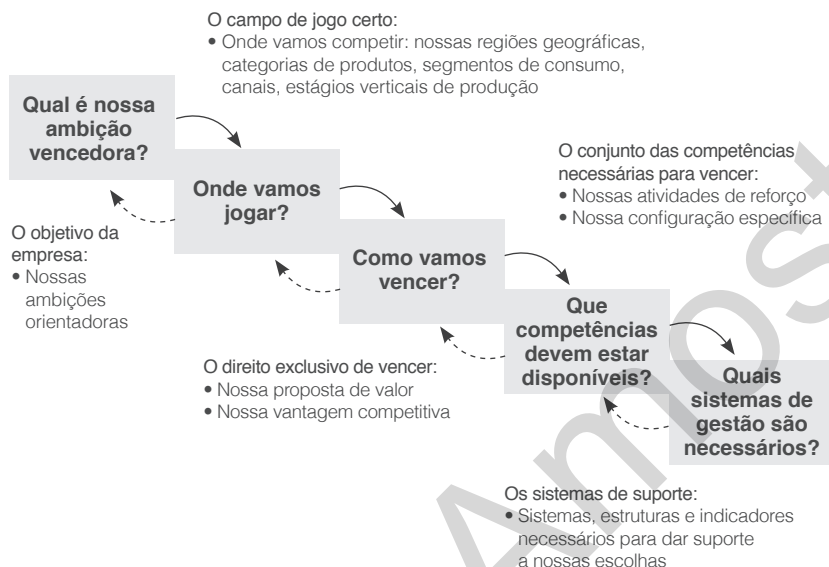 O campo de jogo certo:
• Onde vamos competir: nossas regiões geográficas,
categorias de produtos, segmentos de consumo,
canais, estágios verticais de produção
Qual é nossa
ambição
vencedora?
Onde vamos
jogar?
O conjunto das competências
necessárias para vencer:
• Nossas atividades de reforço
• Nossa configuração específica
O objetivo da
empresa:
• Nossas
ambições
orientadoras
Como vamos
vencer?
Que
competências
devem estar
disponíveis?
O direito exclusivo de vencer:
• Nossa proposta de valor
• Nossa vantagem competitiva
Quais
sistemas de
gestão são
necessários?
Os sistemas de suporte:
• Sistemas, estruturas e indicadores
necessários para dar suporte
a nossas escolhas
Amost